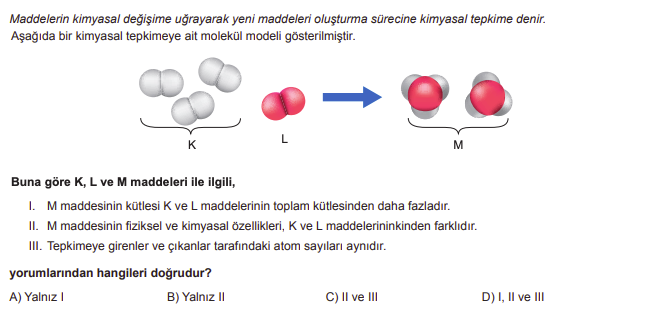 Maddelerin kimyasal değişime uğrayarak yeni maddeleri oluşturma sürecine kimyasal tepkime denir.
Aşağıda bir kimyasal tepkimeye ait molekül modeli gösterilmiştir.
K
L
M
Buna göre K, L ve M maddeleri ile ilgili,
I. M maddesinin kütlesi K ve L maddelerinin toplam kütlesinden daha fazladır.
II. M maddesinin fiziksel ve kimyasal özellikleri, K ve L maddelerininkinden farklıdır.
III. Tepkimeye girenler ve çıkanlar tarafındaki atom sayıları aynıdır.
yorumlarından hangileri doğrudur?
A) Yalnız I B) Yalnız II C) II ve III D) I, II ve III